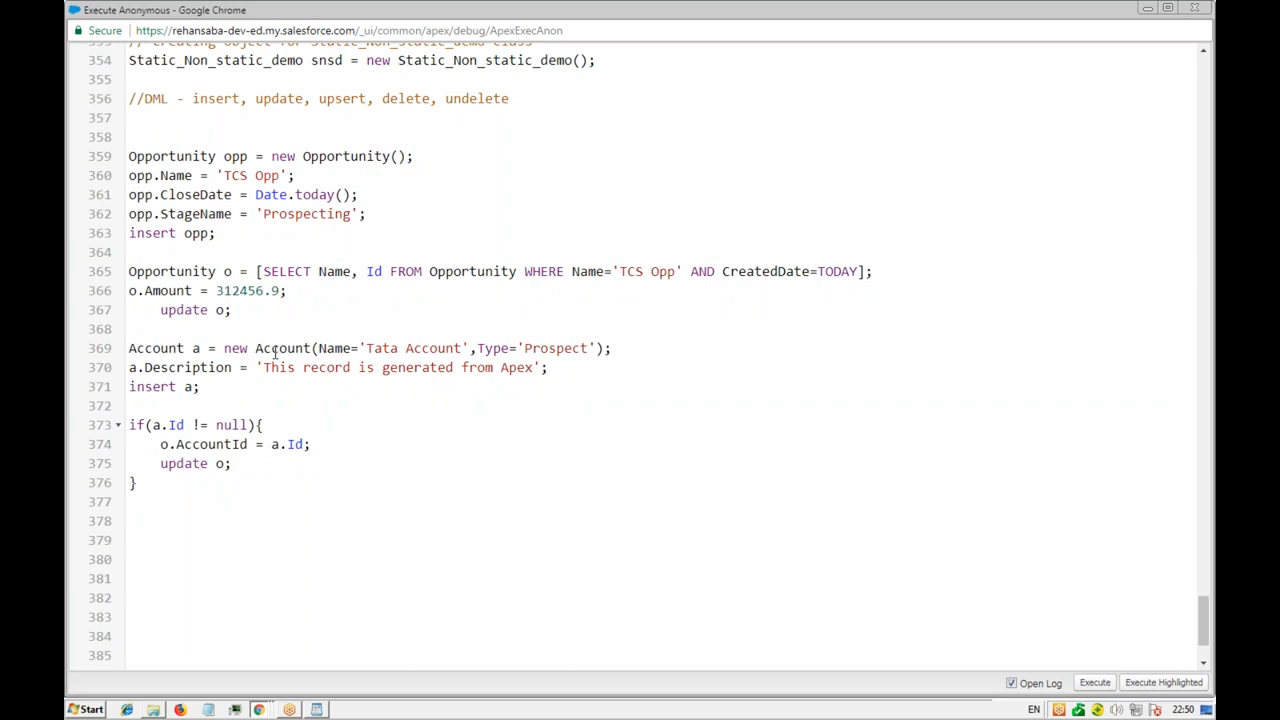 Execute Anonymous - Google Chrome
Secure https://rehansaba-dev-ed.my.salesforce.com/_ui/common/apex/debug/ApexExecAnon
353 // creating object for Static_Non_static_demo class
354 Static_Non_static_demo snsd = new Static_Non_static_demo();
355
356 //DML - insert, update, upsert, delete, undelete
357
358
359 Opportunity opp = new Opportunity();
360 opp.Name = 'TCS Opp';
361 opp.CloseDate = Date.today();
362 opp.StageName = 'Prospecting';
363 insert opp;
364
365 Opportunity o = [SELECT Name, Id FROM Opportunity WHERE Name='TCS Opp' AND CreatedDate=TODAY];
366 o.Amount = 312456.9;
367 update o;
368
369 Account a = new Account(Name='Tata Account',Type='Prospect');
370 a.Description = 'This record is generated from Apex';
371 insert a;
372
373 if(a.Id != null){
374 o.AccountId = a.Id;
375 update o;
376 }
377
378
379
380
381
382
383
384
385
Open Log Execute Execute Highlighted
Start EN 22:50